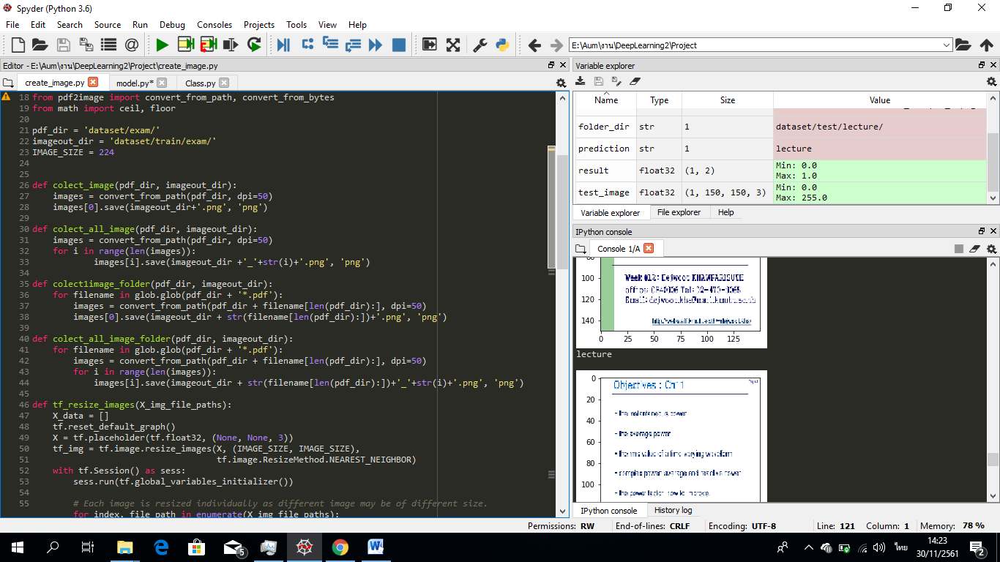 Spyder (Python 3.6)
File Edit Search Source Run Debug Consoles Projects Tools View Help
E:\Aum\งาน\DeepLearning2\Project
Editor - E:\Aum\งาน\DeepLearning2\Project\create_image.py
create_image.py model.py* Class.py
18 from pdf2image import convert_from_path, convert_from_bytes
19 from math import ceil, floor
20
21 pdf_dir = 'dataset/exam/'
22 imageout_dir = 'dataset/train/exam/'
23 IMAGE_SIZE = 224
24
25
26 def colect_image(pdf_dir, imageout_dir):
27 images = convert_from_path(pdf_dir, dpi=50)
28 images[0].save(imageout_dir+'.png', 'png')
29
30 def colect_all_image(pdf_dir, imageout_dir):
31 images = convert_from_path(pdf_dir, dpi=50)
32 for i in range(len(images)):
33 images[i].save(imageout_dir +'_'+str(i)+'.png', 'png')
34
35 def colect1image_folder(pdf_dir, imageout_dir):
36 for filename in glob.glob(pdf_dir + '*.pdf'):
37 images = convert_from_path(pdf_dir + filename[len(pdf_dir):], dpi=50)
38 images[0].save(imageout_dir + str(filename[len(pdf_dir):])+'.png', 'png')
39
40 def colect_all_image_folder(pdf_dir, imageout_dir):
41 for filename in glob.glob(pdf_dir + '*.pdf'):
42 images = convert_from_path(pdf_dir + filename[len(pdf_dir):], dpi=50)
43 for i in range(len(images)):
44 images[i].save(imageout_dir + str(filename[len(pdf_dir):])+'_'+str(i)+'.png', 'png')
45
46 def tf_resize_images(X_img_file_paths):
47 X_data = []
48 tf.reset_default_graph()
49 X = tf.placeholder(tf.float32, (None, None, 3))
50 tf_img = tf.image.resize_images(X, (IMAGE_SIZE, IMAGE_SIZE),
51 tf.image.ResizeMethod.NEAREST_NEIGHBOR)
52 with tf.Session() as sess:
53 sess.run(tf.global_variables_initializer())
54
55 # Each image is resized individually as different image may be of different size.
for index, file_path in enumerate(X_img_file_paths):
Variable explorer
Name Type Size Value
folder_dir str 1 dataset/test/lecture/
prediction str 1 lecture
result float32 (1, 2) Min: 0.0
Max: 1.0
test_image float32 (1, 150, 150, 3) Min: 0.0
Max: 255.0
Variable explorer File explorer Help
IPython console
Console 1/A
80
100
120
140
0 25 50 75 100 125
Week
office:
Email:
lecture
0
20
40
60
80
100
Objectives : Ch11
the average power
IPython console History log
Permissions: RW End-of-lines: CRLF Encoding: UTF-8 Line: 121 Column: 1 Memory: 78 %
5
ไทย
14:23
30/11/2561
2